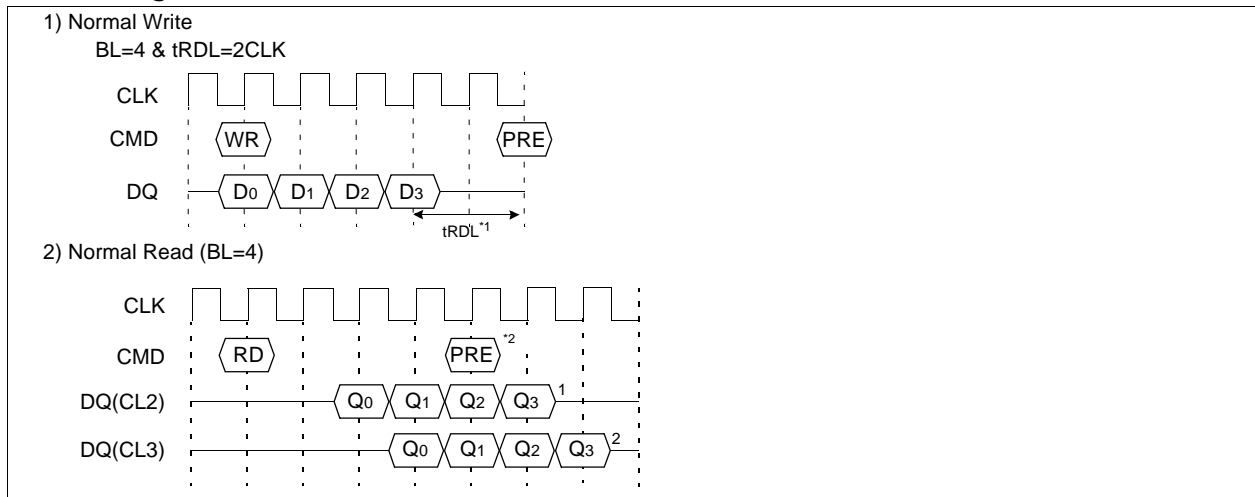 1) Normal Write
BL=4 & tRDL=2CLK
CLK
CMD WR PRE
DQ D0 D1 D2 D3
tRDL*1
2) Normal Read (BL=4)
CLK
CMD RD PRE *2
DQ(CL2) Q0 Q1 Q2 Q3 1
DQ(CL3) Q0 Q1 Q2 Q3 2